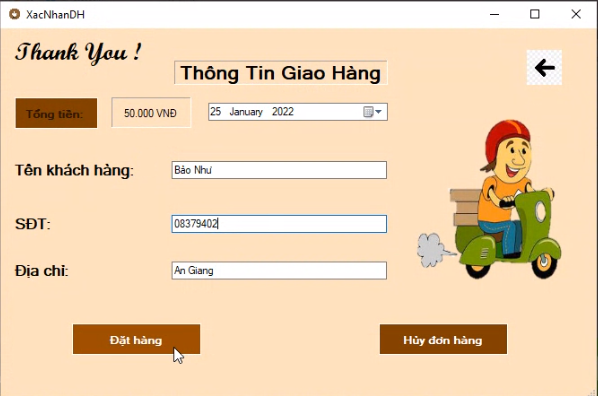 XacNhanDH
Thank You !
Thông Tin Giao Hàng
Tổng tiền:
50.000 VNĐ
25 January 2022
Tên khách hàng:
Bảo Như
SĐT:
08379402
Địa chỉ:
An Giang
Đặt hàng
Hủy đơn hàng